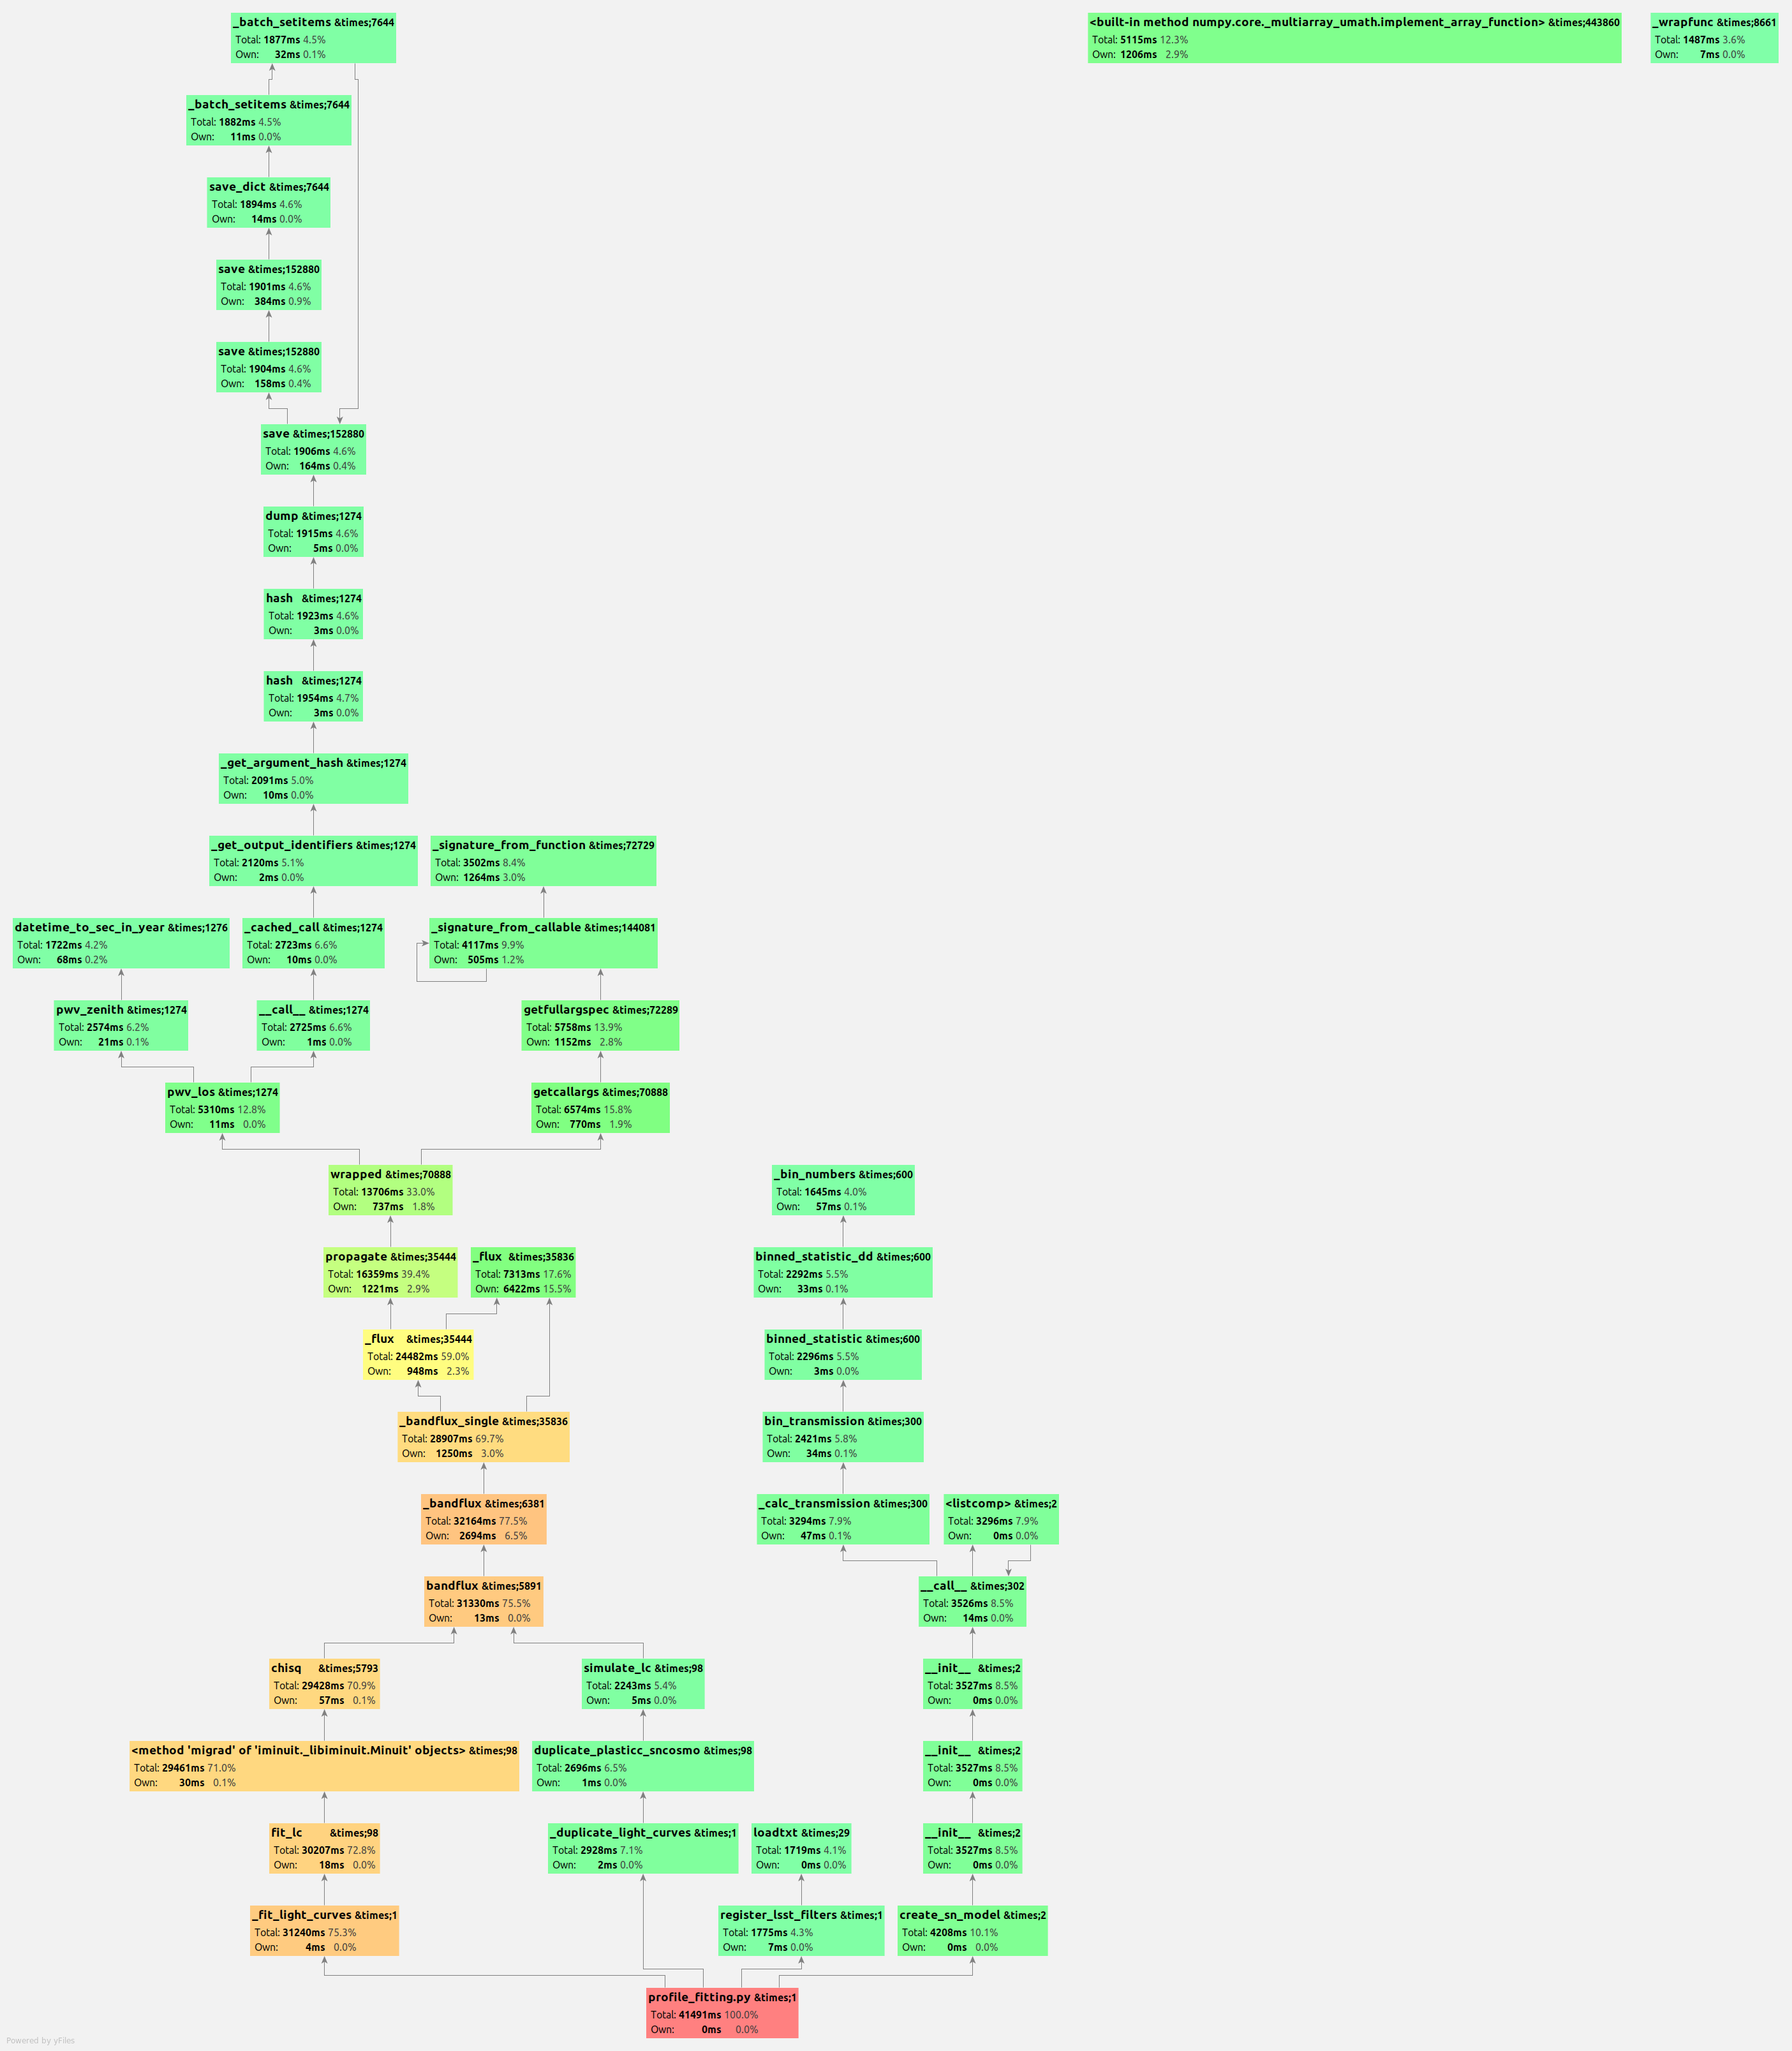 _batch_setitems &times;7644
Total: 1877ms 4.5%
Own: 32ms 0.1%
<built-in method numpy.core._multiarray_umath.implement_array_function> &times;443860
Total: 5115ms 12.3%
Own: 1206ms 2.9%
_wrapfunc &times;8661
Total: 1487ms 3.6%
Own: 7ms 0.0%
_batch_setitems &times;7644
Total: 1882ms 4.5%
Own: 11ms 0.0%
save_dict &times;7644
Total: 1894ms 4.6%
Own: 14ms 0.0%
save &times;152880
Total: 1901ms 4.6%
Own: 384ms 0.9%
save &times;152880
Total: 1904ms 4.6%
Own: 158ms 0.4%
save &times;152880
Total: 1906ms 4.6%
Own: 164ms 0.4%
dump &times;1274
Total: 1915ms 4.6%
Own: 5ms 0.0%
hash &times;1274
Total: 1923ms 4.6%
Own: 3ms 0.0%
hash &times;1274
Total: 1954ms 4.7%
Own: 3ms 0.0%
_get_argument_hash &times;1274
Total: 2091ms 5.0%
Own: 10ms 0.0%
_get_output_identifiers &times;1274
Total: 2120ms 5.1%
Own: 2ms 0.0%
_signature_from_function &times;72729
Total: 3502ms 8.4%
Own: 1264ms 3.0%
datetime_to_sec_in_year &times;1276
Total: 1722ms 4.2%
Own: 68ms 0.2%
_cached_call &times;1274
Total: 2723ms 6.6%
Own: 10ms 0.0%
_signature_from_callable &times;144081
Total: 4117ms 9.9%
Own: 505ms 1.2%
pwv_zenith &times;1274
Total: 2574ms 6.2%
Own: 21ms 0.1%
__call__ &times;1274
Total: 2725ms 6.6%
Own: 1ms 0.0%
getfullargspec &times;72289
Total: 5758ms 13.9%
Own: 1152ms 2.8%
pwv_los &times;1274
Total: 5310ms 12.8%
Own: 11ms 0.0%
getcallargs &times;70888
Total: 6574ms 15.8%
Own: 770ms 1.9%
wrapped &times;70888
Total: 13706ms 33.0%
Own: 737ms 1.8%
_bin_numbers &times;600
Total: 1645ms 4.0%
Own: 57ms 0.1%
propagate &times;35444
Total: 16359ms 39.4%
Own: 1221ms 2.9%
_flux &times;35836
Total: 7313ms 17.6%
Own: 6422ms 15.5%
binned_statistic_dd &times;600
Total: 2292ms 5.5%
Own: 33ms 0.1%
_flux &times;35444
Total: 24482ms 59.0%
Own: 948ms 2.3%
binned_statistic &times;600
Total: 2296ms 5.5%
Own: 3ms 0.0%
_bandflux_single &times;35836
Total: 28907ms 69.7%
Own: 1250ms 3.0%
bin_transmission &times;300
Total: 2421ms 5.8%
Own: 34ms 0.1%
_bandflux &times;6381
Total: 32164ms 77.5%
Own: 2694ms 6.5%
_calc_transmission &times;300
Total: 3294ms 7.9%
Own: 47ms 0.1%
<listcomp> &times;2
Total: 3296ms 7.9%
Own: 0ms 0.0%
bandflux &times;5891
Total: 31330ms 75.5%
Own: 13ms 0.0%
__call__ &times;302
Total: 3526ms 8.5%
Own: 14ms 0.0%
chisq &times;5793
Total: 29428ms 70.9%
Own: 57ms 0.1%
simulate_lc &times;98
Total: 2243ms 5.4%
Own: 5ms 0.0%
__init__ &times;2
Total: 3527ms 8.5%
Own: 0ms 0.0%
<method 'migrad' of 'iminuit._libiminuit.Minuit' objects> &times;98
Total: 29461ms 71.0%
Own: 30ms 0.1%
duplicate_plasticc_sncosmo &times;98
Total: 2696ms 6.5%
Own: 1ms 0.0%
__init__ &times;2
Total: 3527ms 8.5%
Own: 0ms 0.0%
fit_lc &times;98
Total: 30207ms 72.8%
Own: 18ms 0.0%
_duplicate_light_curves &times;1
Total: 2928ms 7.1%
Own: 2ms 0.0%
loadtxt &times;29
Total: 1719ms 4.1%
Own: 0ms 0.0%
__init__ &times;2
Total: 3527ms 8.5%
Own: 0ms 0.0%
_fit_light_curves &times;1
Total: 31240ms 75.3%
Own: 4ms 0.0%
register_lsst_filters &times;1
Total: 1775ms 4.3%
Own: 7ms 0.0%
create_sn_model &times;2
Total: 4208ms 10.1%
Own: 0ms 0.0%
profile_fitting.py &times;1
Total: 41491ms 100.0%
Own: 0ms 0.0%
Powered by yFiles